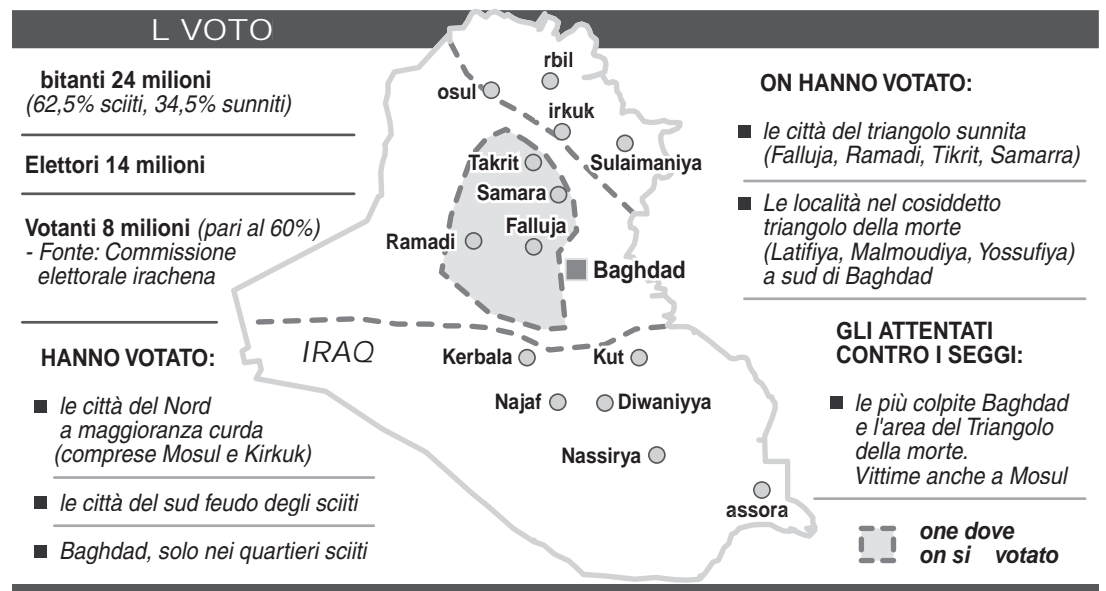 L VOTO
bitanti 24 milioni
(62,5% sciiti, 34,5% sunniti)
Elettori 14 milioni
Votanti 8 milioni (pari al 60%)
- Fonte: Commissione
elettorale irachena
HANNO VOTATO:
le città del Nord
a maggioranza curda
(comprese Mosul e Kirkuk)
le città del sud feudo degli sciiti
Baghdad, solo nei quartieri sciiti
rbil
osul
irkuk
Sulaimaniya
Takrit
Samara
Falluja
Ramadi
Baghdad
IRAQ
Kerbala
Kut
Najaf
Diwaniyya
Nassirya
assora
ON HANNO VOTATO:
le città del triangolo sunnita
(Falluja, Ramadi, Tikrit, Samarra)
Le località nel cosiddetto
triangolo della morte
(Latifiya, Malmoudiya, Yossufiya)
a sud di Baghdad
GLI ATTENTATI
CONTRO I SEGGI:
le più colpite Baghdad
e l'area del Triangolo
della morte.
Vittime anche a Mosul
one dove
on si votato